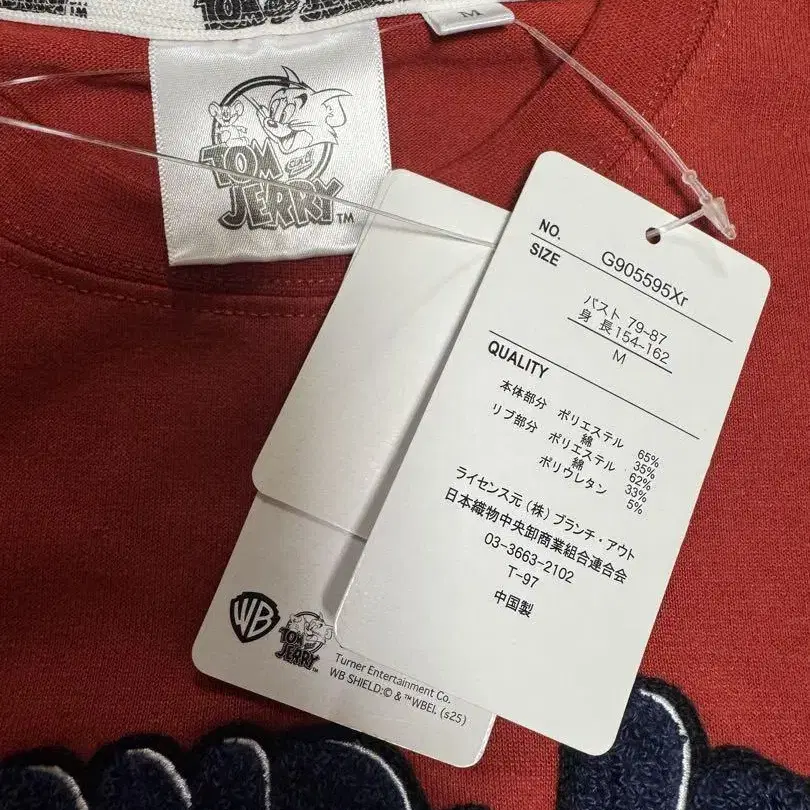 M
TOM and
JERRY™
NO. G905595Xr
SIZE
バスト 79-87
身 長154-162
M
QUALITY
本体部分 ポリエステル 65%
綿 35%
リブ部分 ポリエステル 62%
綿 33%
ポリウレタン 5%
ライセンス元 (株) ブランチ・アウト
日本織物中央卸商業組合連合会
03-3663-2102
T-97
中国製
WB
TOM and
JERRY
Turner Entertainment Co.
WB SHIELD:© & ™WBEI. (s25)